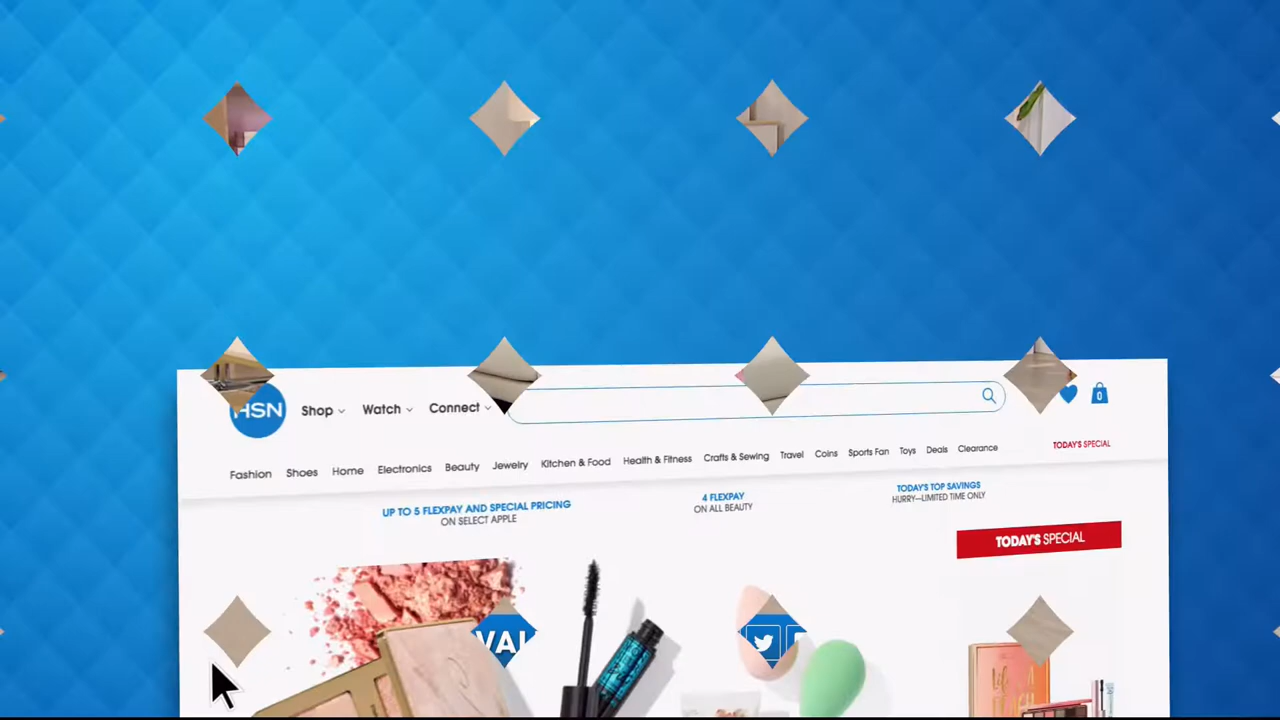 HSN Shop Watch Connect 0
TODAY'S SPECIAL
Fashion Shoes Home Electronics Beauty Jewelry Kitchen & Food Health & Fitness Crafts & Sewing Travel Coins Sports Fan Toys Deals Clearance
UP TO 5 FLEXPAY AND SPECIAL PRICING
ON SELECT APPLE
4 FLEXPAY
ON ALL BEAUTY
TODAY'S TOP SAVINGS
HURRY—LIMITED TIME ONLY
TODAY'S SPECIAL